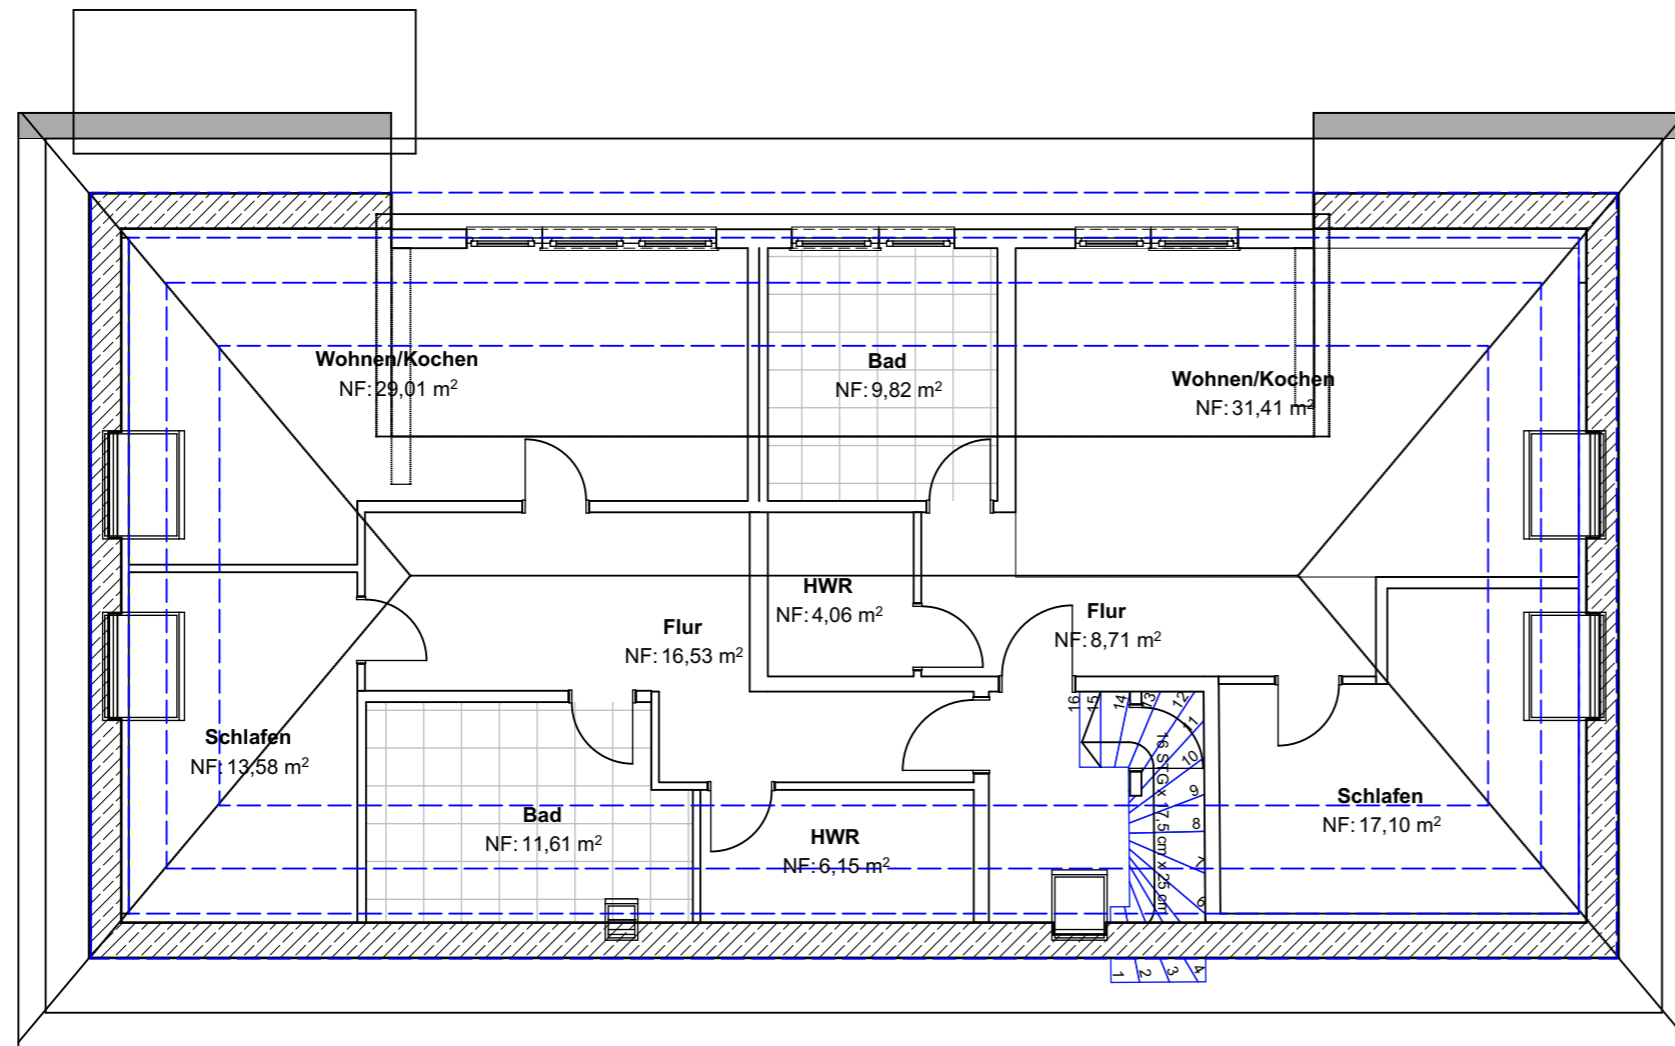 Wohnen/Kochen
NF: 29,01 m²
Bad
NF: 9,82 m²
Wohnen/Kochen
NF: 31,41 m²
HWR
NF: 4,06 m²
Flur
NF: 16,53 m²
Flur
NF: 8,71 m²
Schlafen
NF: 13,58 m²
Bad
NF: 11,61 m²
HWR
NF: 6,15 m²
Schlafen
NF: 17,10 m²
16
15
14
13
12
11
10
9
8
7
6
16 STG x 17,5 cm x 25 cm
1
2
3
4